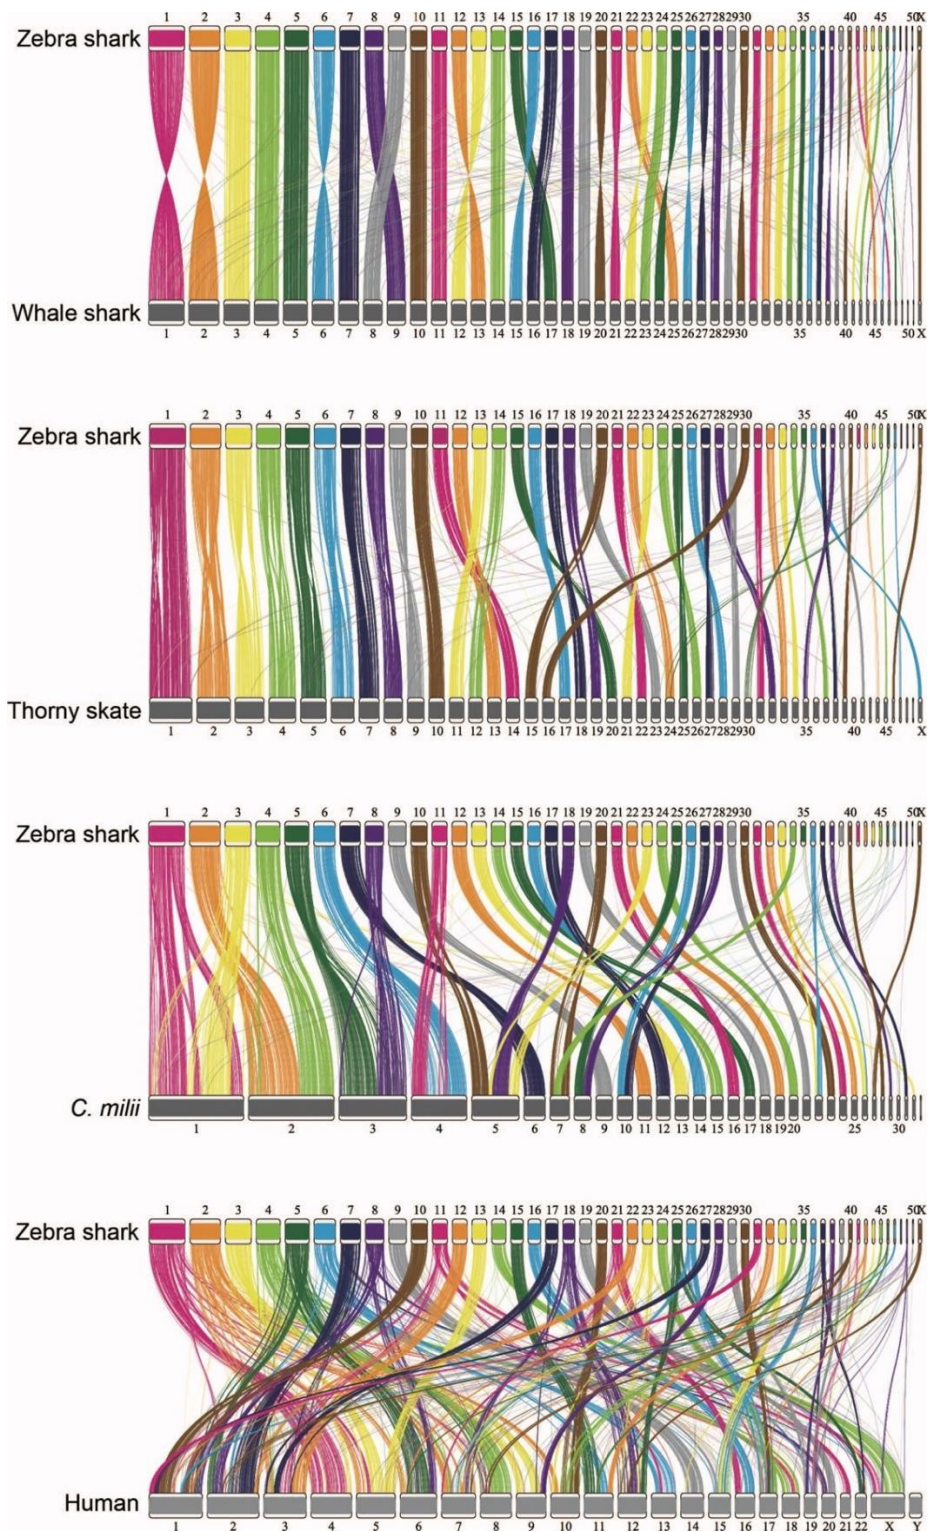 1 2 3 4 5 6 7 8 9 10 11 12 13 14 15 16 17 18 19 20 21 22 23 24 25 26 27 28 29 30 35 40 45 50 X
Zebra shark
Whale shark
1 2 3 4 5 6 7 8 9 10 11 12 13 14 15 16 17 18 19 20 21 22 23 24 25 26 27 28 29 30 35 40 45 50 X
1 2 3 4 5 6 7 8 9 10 11 12 13 14 15 16 17 18 19 20 21 22 23 24 25 26 27 28 29 30 35 40 45 50 X
Zebra shark
Thorny skate
1 2 3 4 5 6 7 8 9 10 11 12 13 14 15 16 17 18 19 20 21 22 23 24 25 26 27 28 29 30 35 40 45 X
1 2 3 4 5 6 7 8 9 10 11 12 13 14 15 16 17 18 19 20 21 22 23 24 25 26 27 28 29 30 35 40 45 50 X
Zebra shark
C. milii
1 2 3 4 5 6 7 8 9 10 11 12 13 14 15 16 17 18 19 20 25 30
1 2 3 4 5 6 7 8 9 10 11 12 13 14 15 16 17 18 19 20 21 22 23 24 25 26 27 28 29 30 35 40 45 50 X
Zebra shark
Human
1 2 3 4 5 6 7 8 9 10 11 12 13 14 15 16 17 18 19 20 21 22 X Y